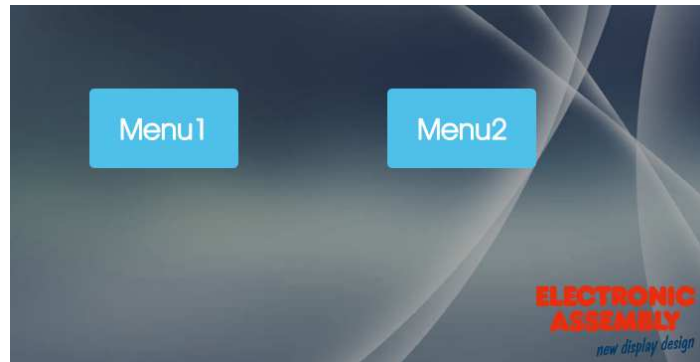 Menu1
Menu2
ELECTRONIC
ASSEMBLY
new display design